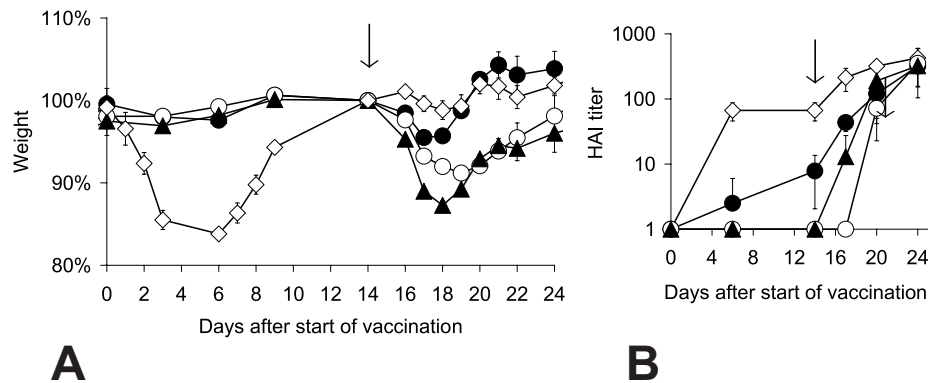 110%
100%
90%
80%
Weight
0 2 4 6 8 10 12 14 16 18 20 22 24
Days after start of vaccination
A
1000
100
10
1
HAI titer
0 4 8 12 16 20 24
Days after start of vaccination
B